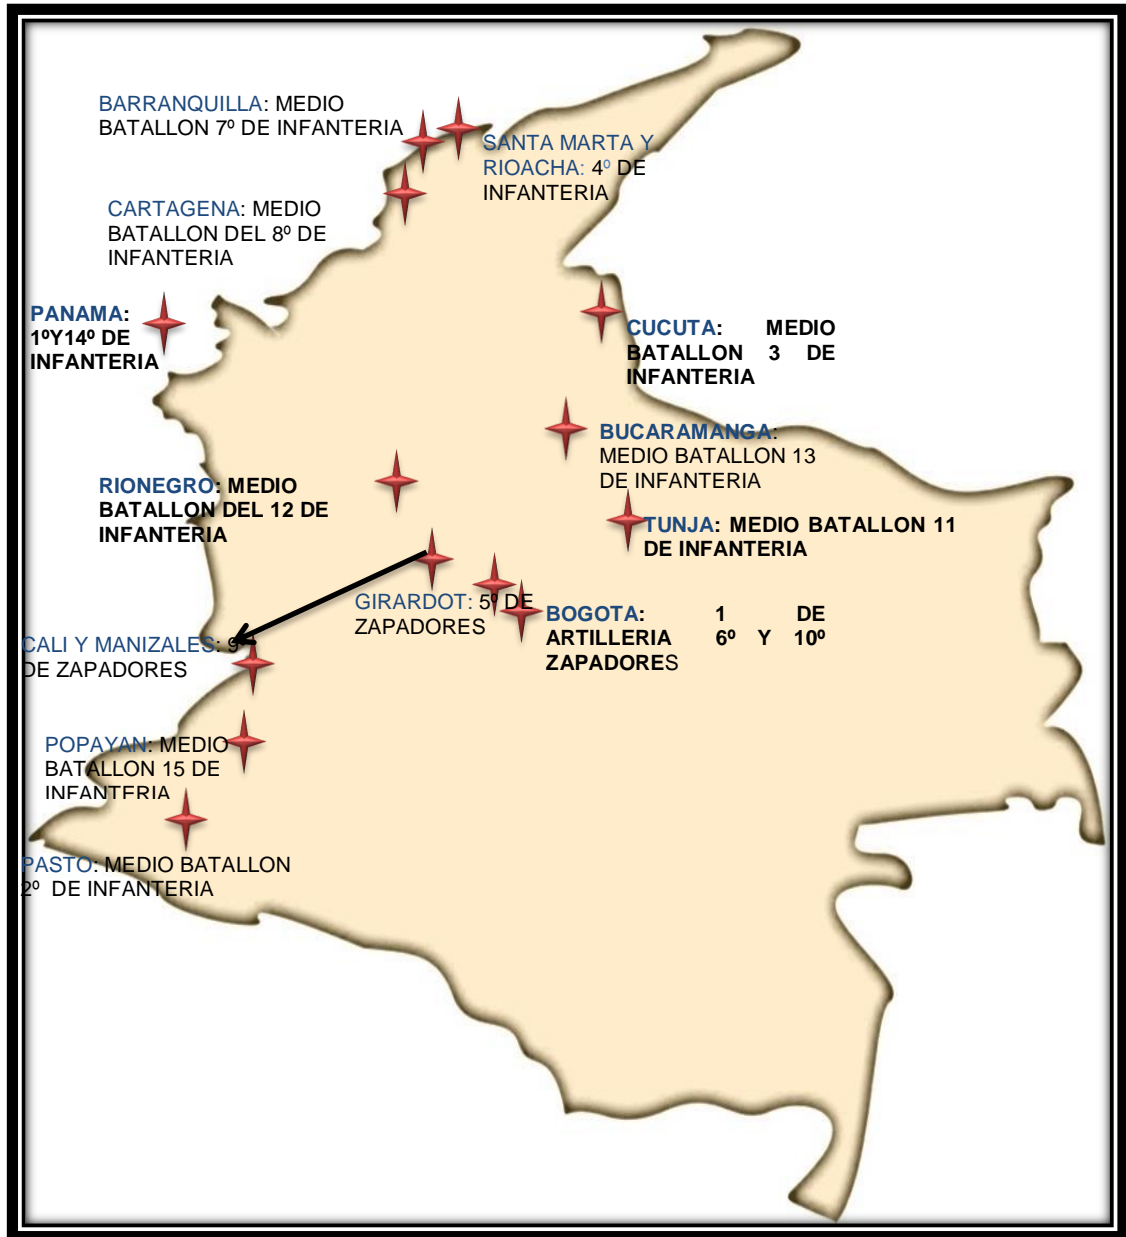 BARRANQUILLA: MEDIO
BATALLON 7º DE INFANTERIA
SANTA MARTA Y
RIOACHA: 4º DE
INFANTERIA
CARTAGENA: MEDIO
BATALLON DEL 8º DE
INFANTERIA
PANAMA:
1ºY14º DE
INFANTERIA
CUCUTA: MEDIO
BATALLON 3 DE
INFANTERIA
BUCARAMANGA:
MEDIO BATALLON 13
DE INFANTERIA
RIONEGRO: MEDIO
BATALLON DEL 12 DE
INFANTERIA
TUNJA: MEDIO BATALLON 11
DE INFANTERIA
GIRARDOT: 5º DE
ZAPADORES
BOGOTA: 1 DE
ARTILLERIA 6º Y 10º
ZAPADORES
CALI Y MANIZALES: 9º
DE ZAPADORES
POPAYAN: MEDIO
BATALLON 15 DE
INFANTERIA
PASTO: MEDIO BATALLON
2º DE INFANTERIA